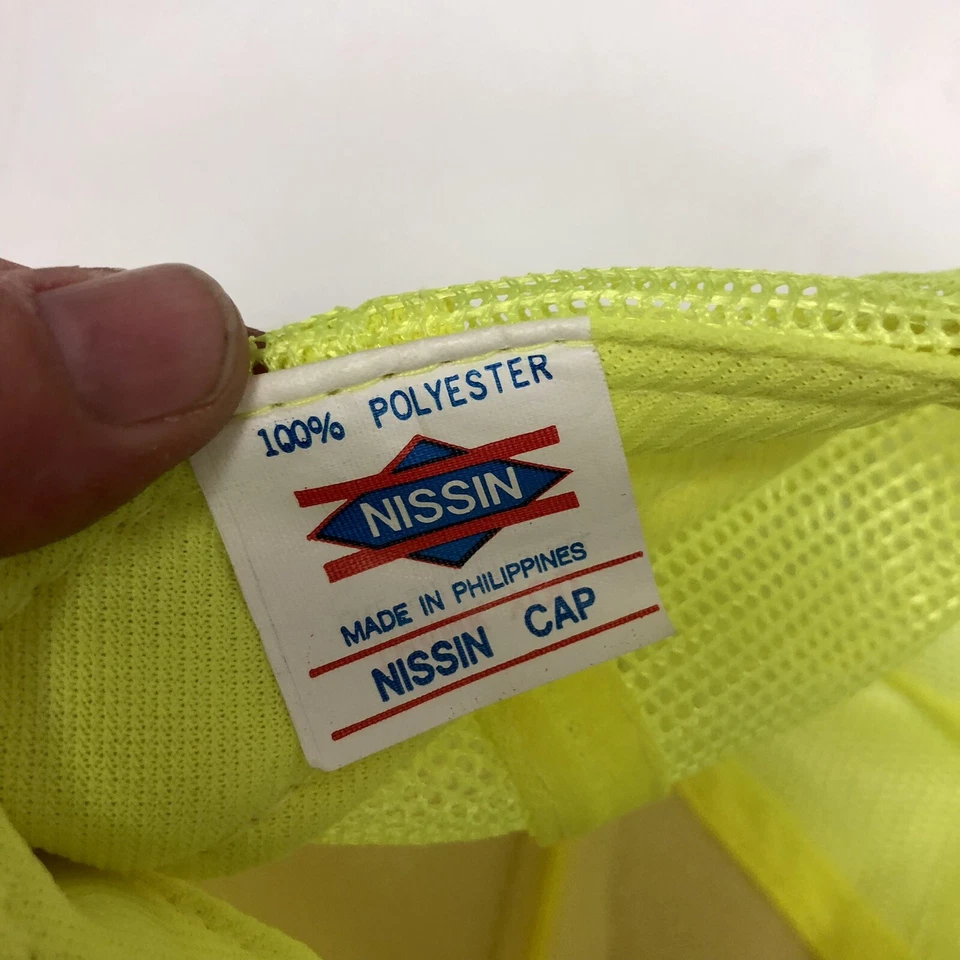 100% POLYESTER
NISSIN
MADE IN PHILIPPINES
NISSIN CAP